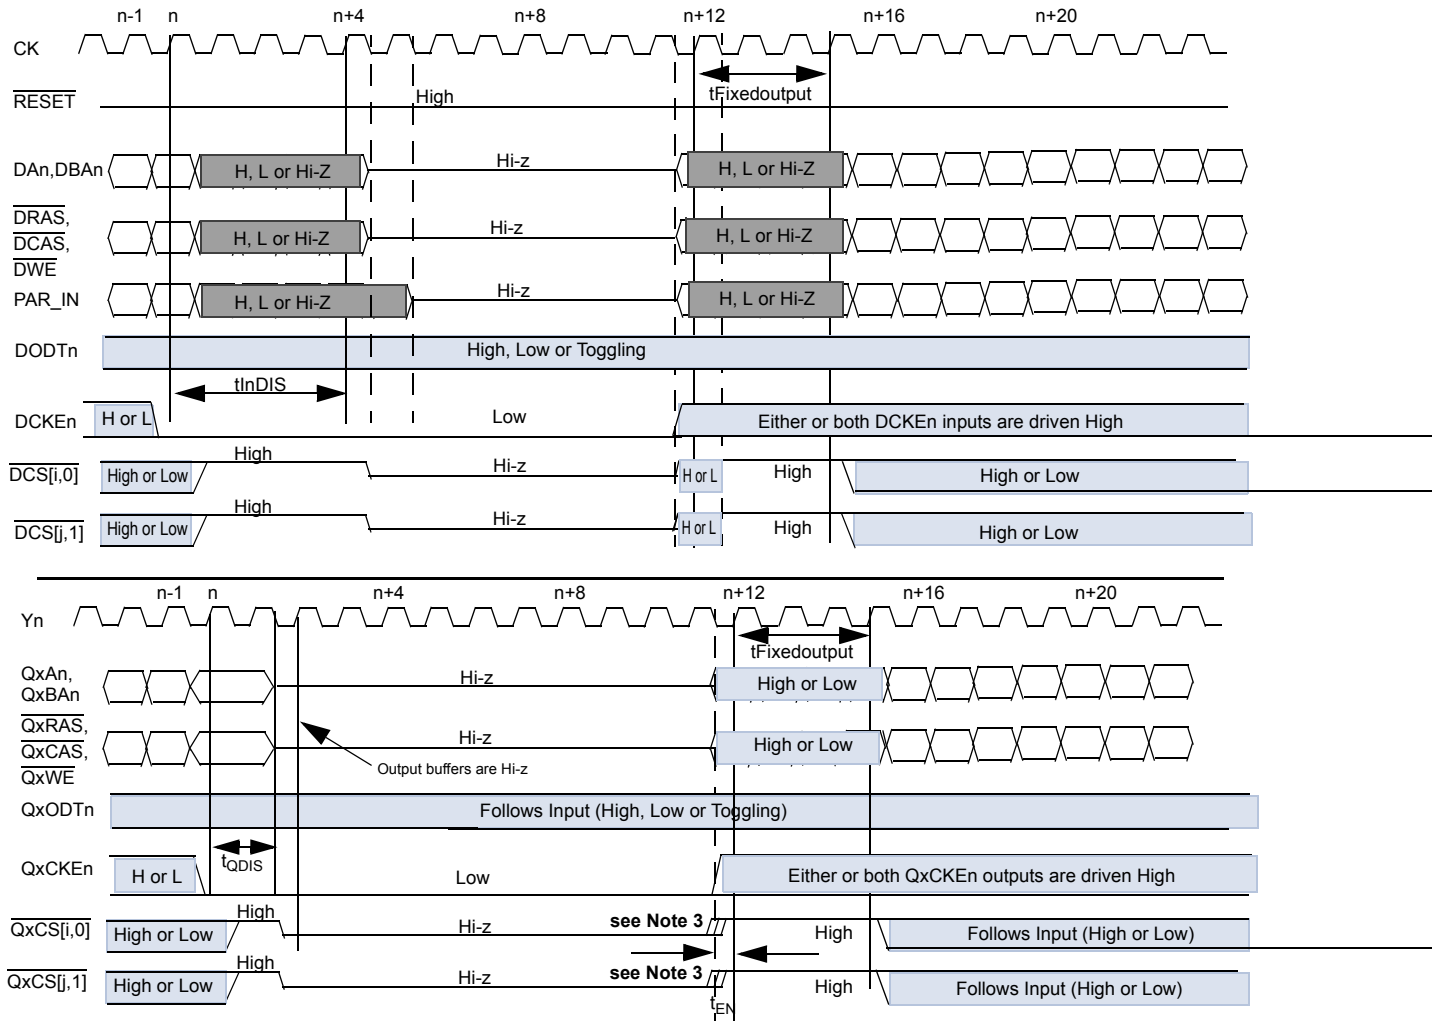 n-1 n n+4 n+8 n+12 n+16 n+20
CK
tFixedoutput
RESET High
DAn,DBAn H, L or Hi-Z Hi-z H, L or Hi-Z
DRAS,
DCAS, H, L or Hi-Z Hi-z H, L or Hi-Z
DWE
PAR_IN H, L or Hi-Z Hi-z H, L or Hi-Z
DODTn High, Low or Toggling
tInDIS
DCKEn H or L Low Either or both DCKEn inputs are driven High
DCS[i,0] High or Low High Hi-z H or L High High or Low
DCS[j,1] High or Low High Hi-z H or L High High or Low
n-1 n n+4 n+8 n+12 n+16 n+20
Yn
tFixedoutput
QxAn,
QxBAn Hi-z High or Low
QxRAS,
QxCAS, Hi-z High or Low
QxWE
Output buffers are Hi-z
QxODTn Follows Input (High, Low or Toggling)
tQDIS
QxCKEn H or L Low Either or both QxCKEn outputs are driven High
QxCS[i,0] High or Low High Hi-z see Note 3 High Follows Input (High or Low)
QxCS[j,1] High or Low High Hi-z see Note 3 High Follows Input (High or Low)
tEN